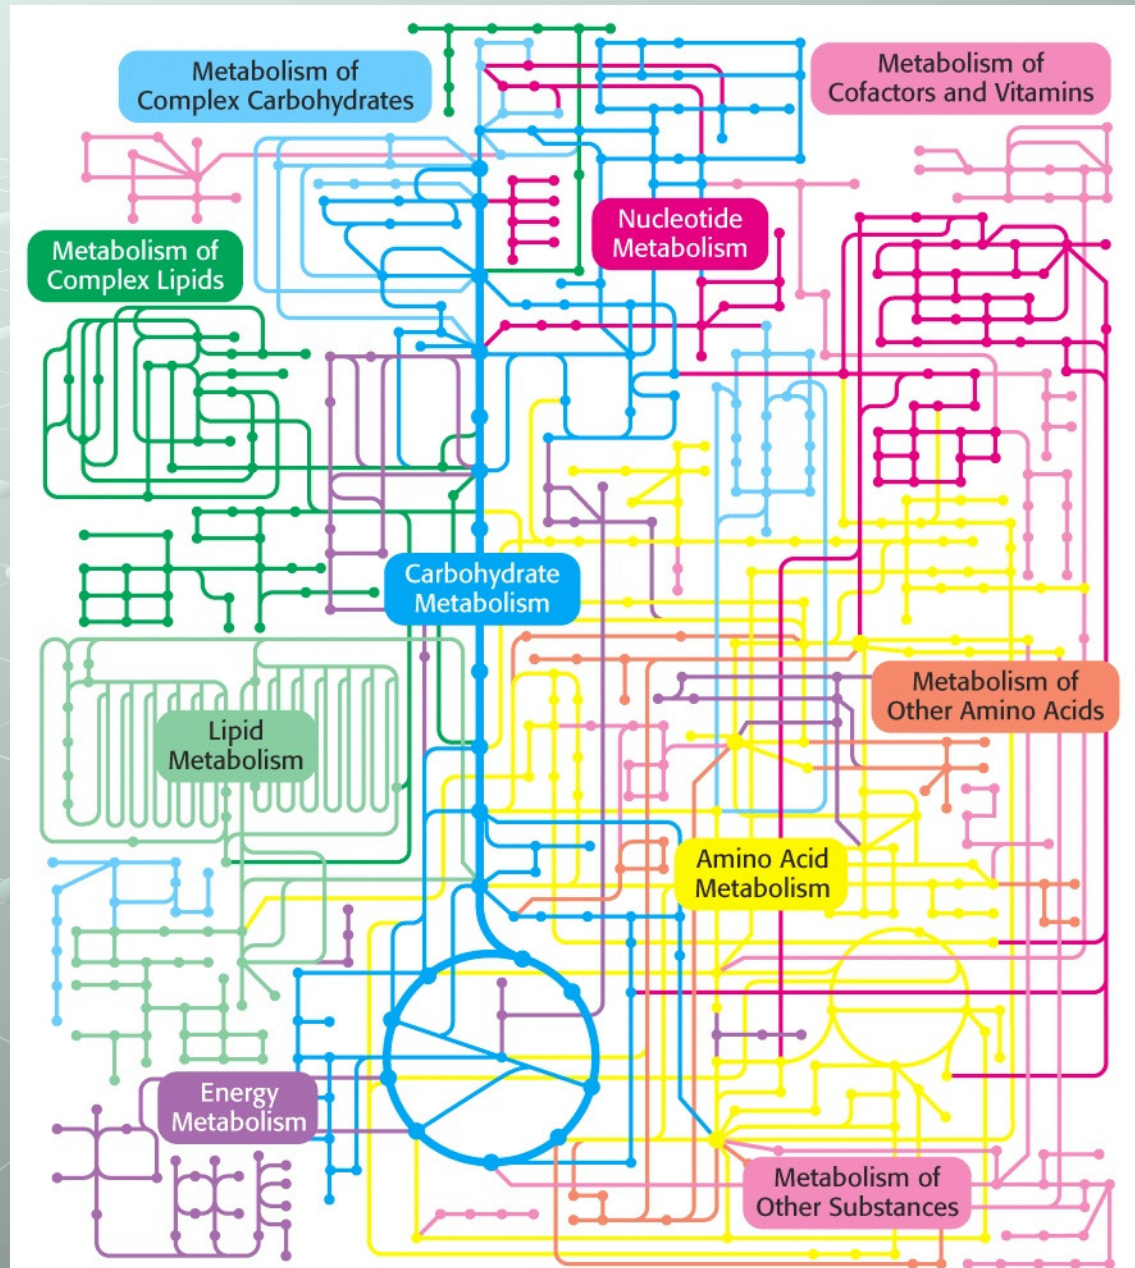 Metabolism of
Complex Carbohydrates
Metabolism of
Cofactors and Vitamins
Nucleotide
Metabolism
Metabolism of
Complex Lipids
Carbohydrate
Metabolism
Metabolism of
Other Amino Acids
Lipid
Metabolism
Amino Acid
Metabolism
Energy
Metabolism
Metabolism of
Other Substances